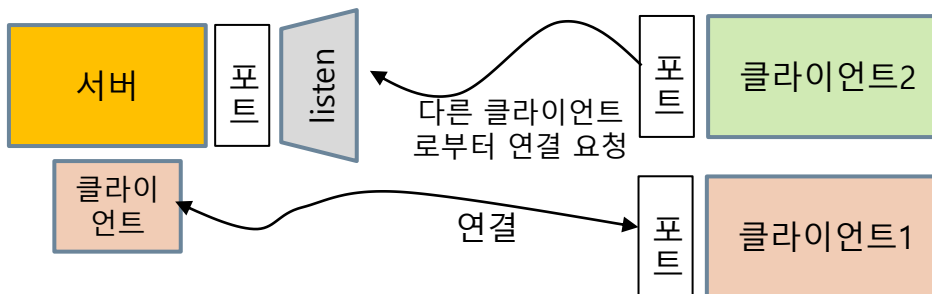 서버
포
트
listen
다른 클라이언트
로부터 연결 요청
포
트
클라이언트2
클라이
언트
연결
포
트
클라이언트1